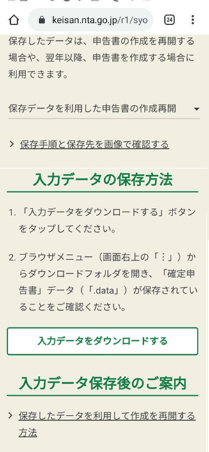 keisan.nta.go.jp/r1/syo
24
保存したデータは、申告書の作成を再開する
場合や、翌年以降、申告書を作成する場合に
利用できます。
保存データを利用した申告書の作成再開
保存手順と保存先を画像で確認する
入力データの保存方法
1. 「入力データをダウンロードする」ボタン
をタップしてください。
2. ブラウザメニュー（画面右上の「⋮」）か
らダウンロードフォルダを開き、「確定申
告書」データ（「.data」）が保存されてい
ることをご確認ください。
入力データをダウンロードする
入力データ保存後のご案内
保存したデータを利用して作成を再開する
方法